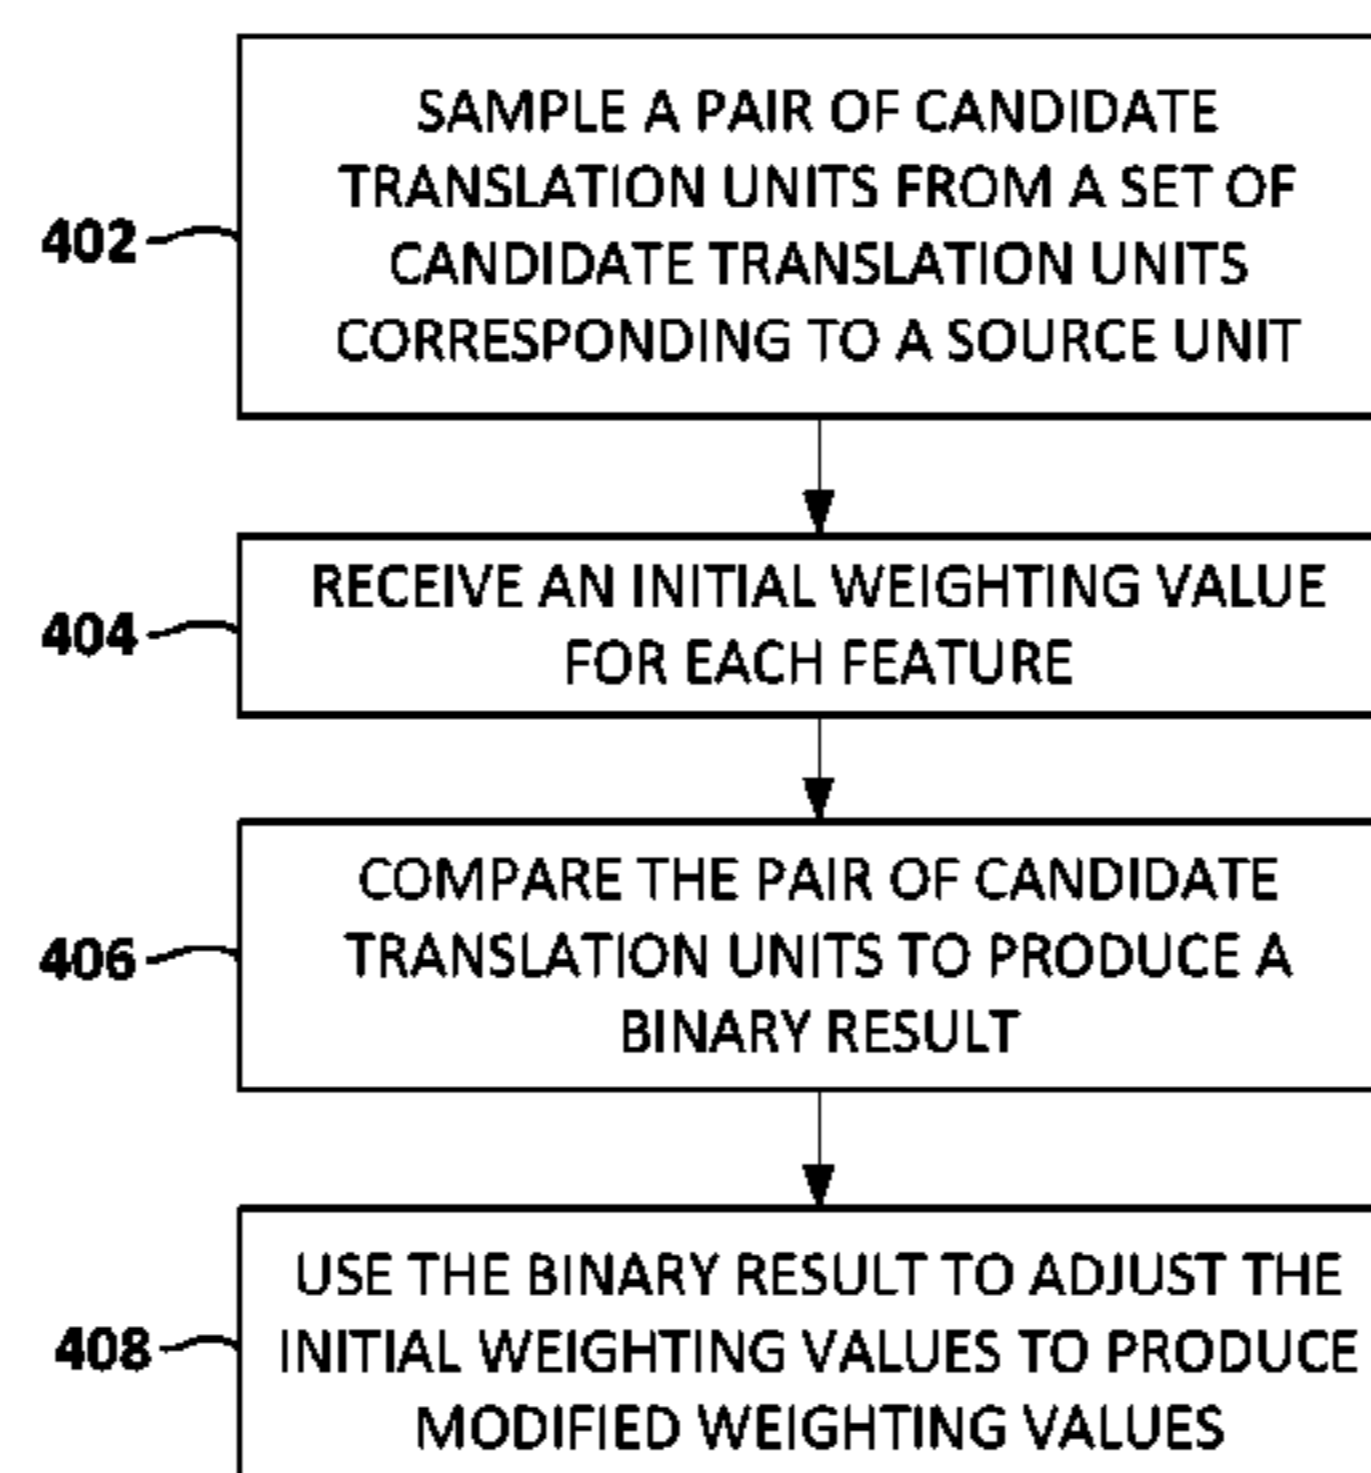 SAMPLE A PAIR OF CANDIDATE
TRANSLATION UNITS FROM A SET OF
402
CANDIDATE TRANSLATION UNITS
CORRESPONDING TO A SOURCE UNIT
RECEIVE AN INITIAL WEIGHTING VALUE
404
FOR EACH FEATURE
COMPARE THE PAIR OF CANDIDATE
406
TRANSLATION UNITS TO PRODUCE A
BINARY RESULT
USE THE BINARY RESULT TO ADJUST THE
408
INITIAL WEIGHTING VALUES TO PRODUCE
MODIFIED WEIGHTING VALUES